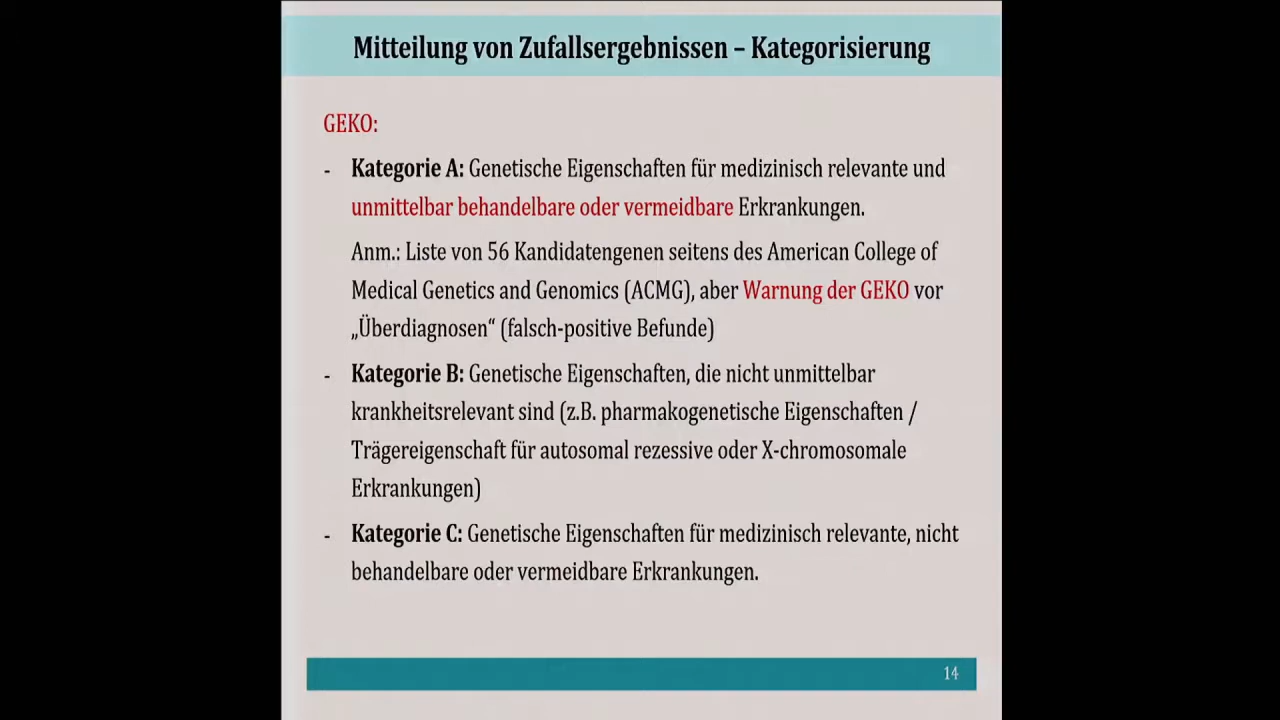 Mitteilung von Zufallsergebnissen – Kategorisierung
GEKO:
- Kategorie A: Genetische Eigenschaften für medizinisch relevante und
unmittelbar behandelbare oder vermeidbare Erkrankungen.
Anm.: Liste von 56 Kandidatengenen seitens des American College of
Medical Genetics and Genomics (ACMG), aber Warnung der GEKO vor
„Überdiagnosen“ (falsch-positive Befunde)
- Kategorie B: Genetische Eigenschaften, die nicht unmittelbar
krankheitsrelevant sind (z.B. pharmakogenetische Eigenschaften /
Trägereigenschaft für autosomal rezessive oder X-chromosomale
Erkrankungen)
- Kategorie C: Genetische Eigenschaften für medizinisch relevante, nicht
behandelbare oder vermeidbare Erkrankungen.
14